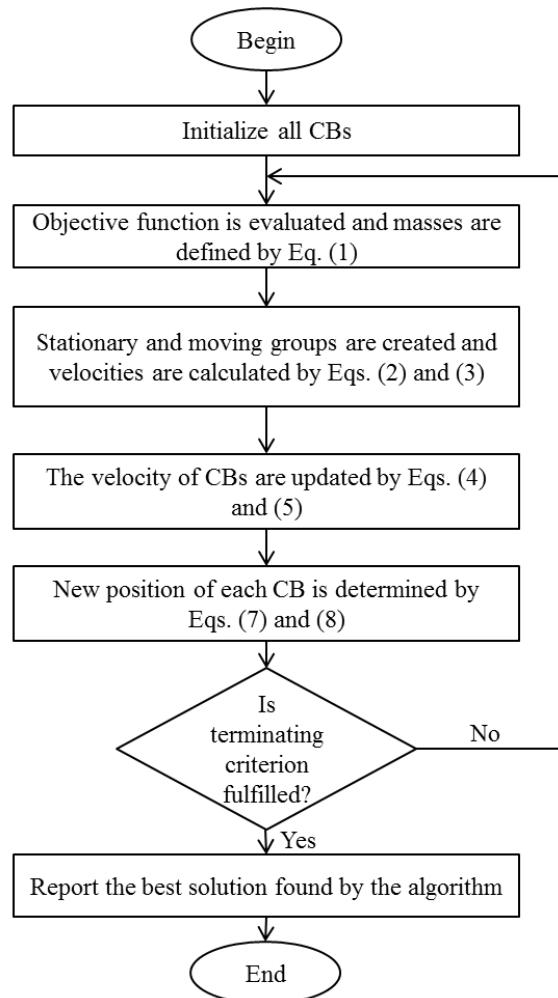 Begin
Initialize all CBs
Objective function is evaluated and masses are
defined by Eq. (1)
Stationary and moving groups are created and
velocities are calculated by Eqs. (2) and (3)
The velocity of CBs are updated by Eqs. (4)
and (5)
New position of each CB is determined by
Eqs. (7) and (8)
Is
terminating
criterion
fulfilled?
No
Yes
Report the best solution found by the algorithm
End